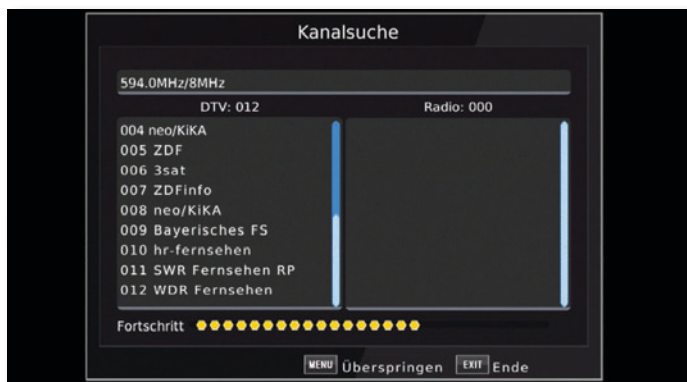 Kanalsuche
594.0MHz/8MHz
DTV: 012
Radio: 000
004 neo/KiKA
005 ZDF
006 3sat
007 ZDFinfo
008 neo/KiKA
009 Bayerisches FS
010 hr-fernsehen
011 SWR Fernsehen RP
012 WDR Fernsehen
Fortschritt
MENU Überspringen EXIT Ende